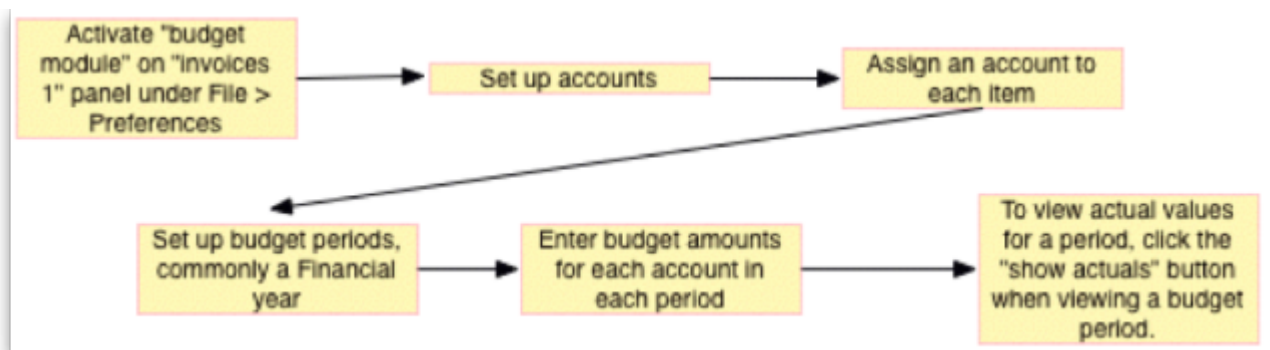 Activate "budget
module" on "invoices
1" panel under File >
Preferences
Set up accounts
Assign an account to
each item
Set up budget periods,
commonly a Financial
year
Enter budget amounts
for each account in
each period
To view actual values
for a period, click the
"show actuals" button
when viewing a budget
period.